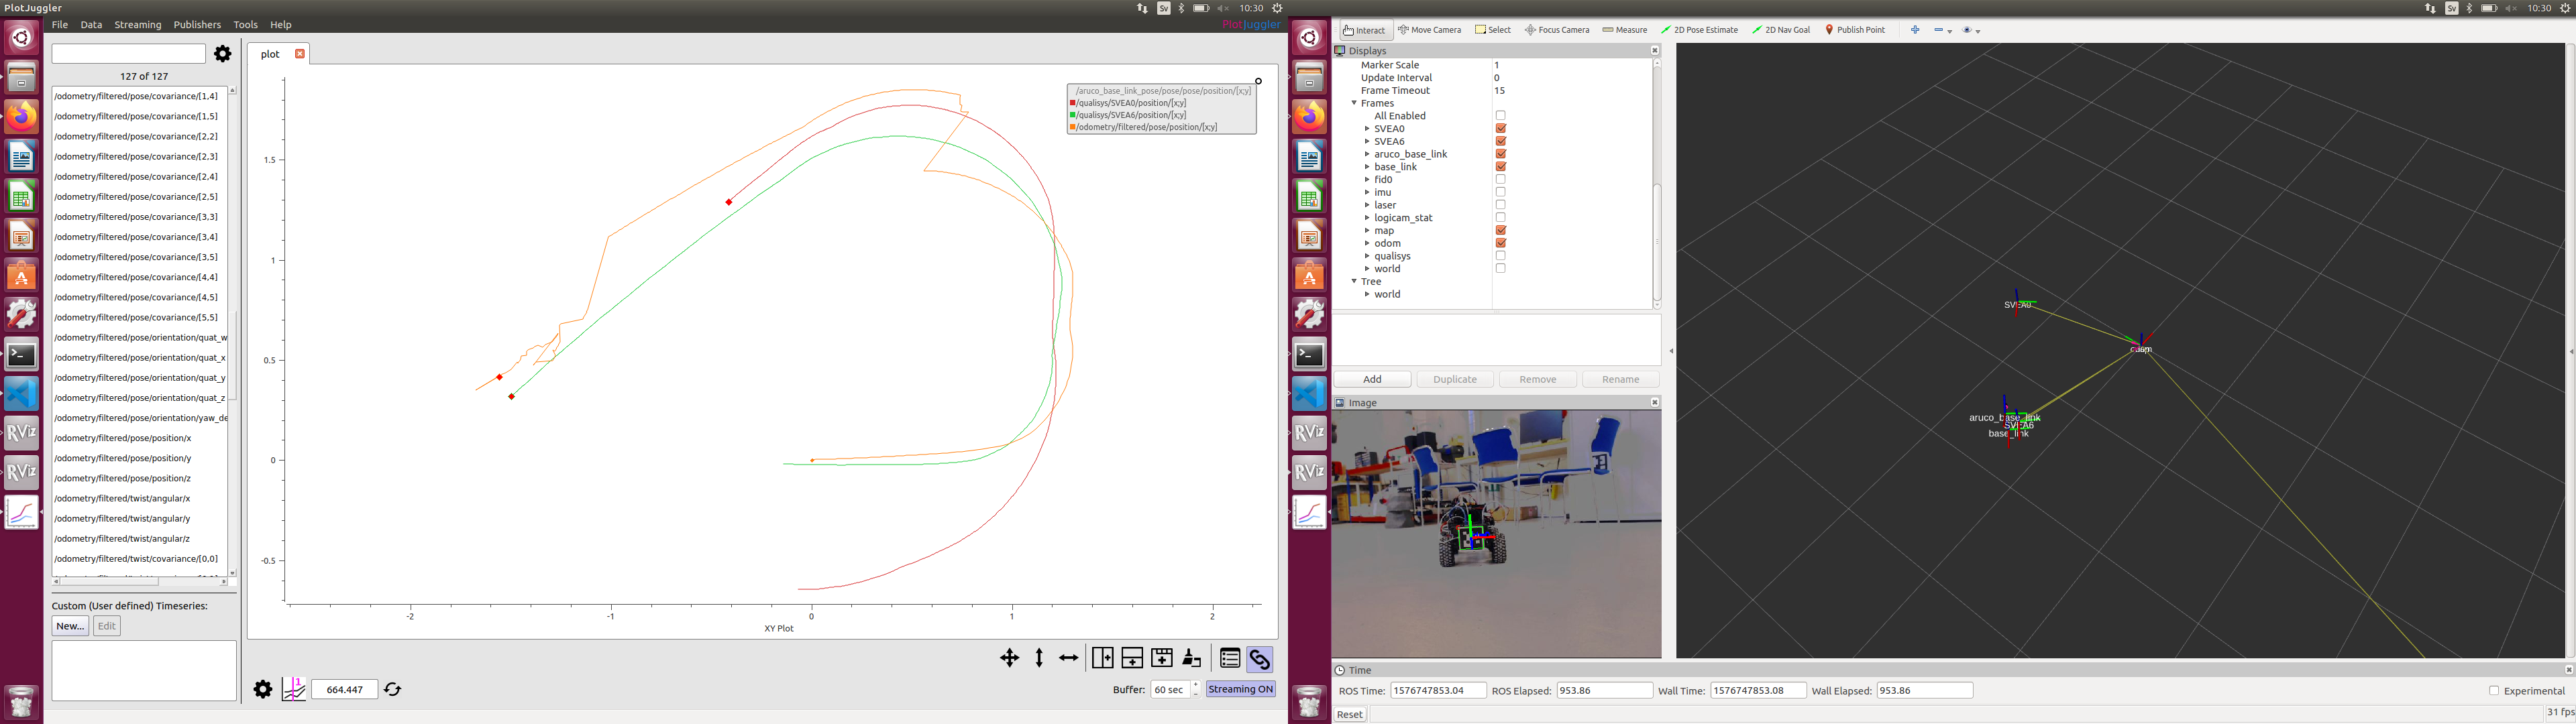 PlotJuggler
Sv
10:30
File Data Streaming Publishers Tools Help
PlotJuggler
127 of 127
/odometry/filtered/pose/covariance/[1,4]
/odometry/filtered/pose/covariance/[1,5]
/odometry/filtered/pose/covariance/[2,2]
/odometry/filtered/pose/covariance/[2,3]
/odometry/filtered/pose/covariance/[2,4]
/odometry/filtered/pose/covariance/[2,5]
/odometry/filtered/pose/covariance/[3,3]
/odometry/filtered/pose/covariance/[3,4]
/odometry/filtered/pose/covariance/[3,5]
/odometry/filtered/pose/covariance/[4,4]
/odometry/filtered/pose/covariance/[4,5]
/odometry/filtered/pose/covariance/[5,5]
/odometry/filtered/pose/orientation/quat_w
/odometry/filtered/pose/orientation/quat_x
/odometry/filtered/pose/orientation/quat_y
/odometry/filtered/pose/orientation/quat_z
/odometry/filtered/pose/orientation/yaw_de
/odometry/filtered/pose/position/x
/odometry/filtered/pose/position/y
/odometry/filtered/pose/position/z
/odometry/filtered/twist/angular/x
/odometry/filtered/twist/angular/y
/odometry/filtered/twist/angular/z
/odometry/filtered/twist/covariance/[0,0]
Custom (User defined) Timeseries:
New... Edit
plot
/aruco_base_link_pose/pose/pose/position/[x;y]
/qualisys/SVEA0/position/[x;y]
/qualisys/SVEA6/position/[x;y]
/odometry/filtered/pose/position/[x;y]
1.5
1
0.5
0
-0.5
-2 -1 0 1 2
XY Plot
1
664.447
Buffer: 60 sec Streaming ON
RViz
RViz
Sv
10:30
Interact Move Camera Select Focus Camera Measure 2D Pose Estimate 2D Nav Goal Publish Point
Displays
Marker Scale 1
Update Interval 0
Frame Timeout 15
Frames
All Enabled
SVEA0
SVEA6
aruco_base_link
base_link
fid0
imu
laser
logicam_stat
map
odom
qualisys
world
Tree
world
Add Duplicate Remove Rename
Image
RViz
RViz
SVEA0
aruco_base_link
SVEA6
base_link
Time
ROS Time: 1576747853.04 ROS Elapsed: 953.86 Wall Time: 1576747853.08 Wall Elapsed: 953.86 Experimental
Reset
31 fps